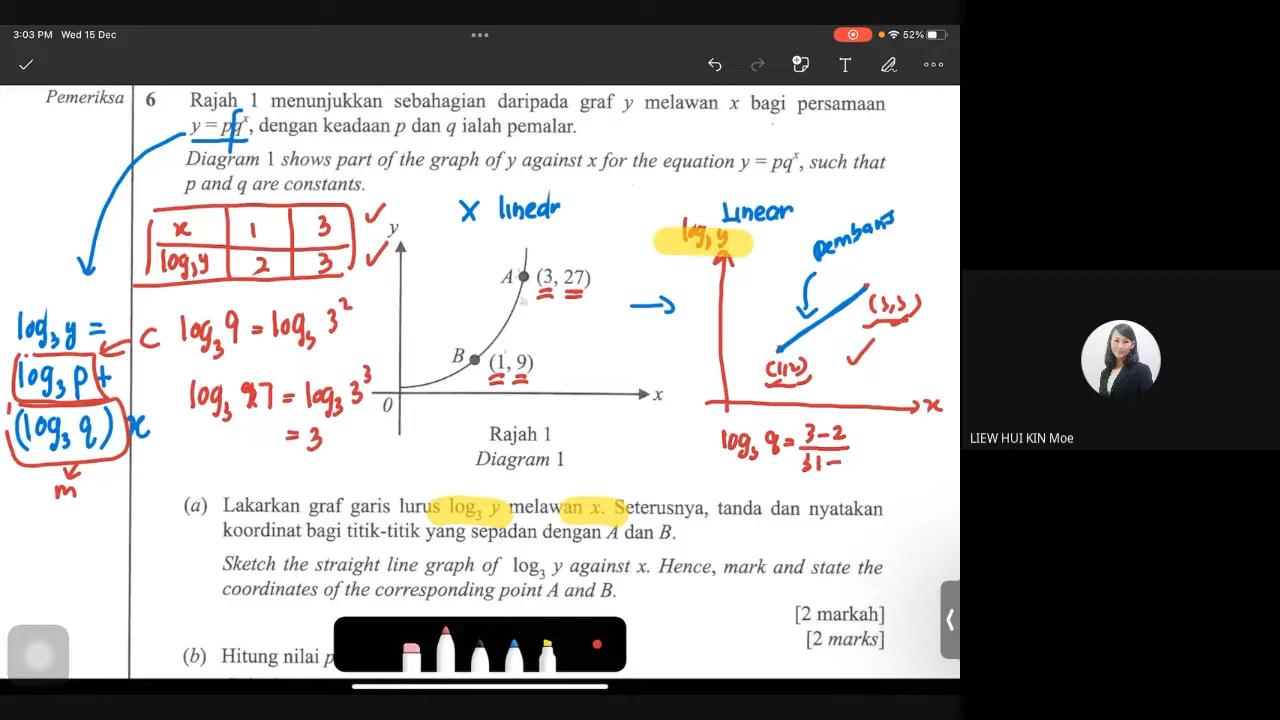 3:03 PM Wed 15 Dec
52%
Pemeriksa
6 Rajah 1 menunjukkan sebahagian daripada graf y melawan x bagi persamaan
y = pqˣ, dengan keadaan p dan q ialah pemalar.
Diagram 1 shows part of the graph of y against x for the equation y = pqˣ, such that
p and q are constants.
x 1 3
log₃y 2 3
X linear
Linear
log₃ y
pembaris
y
A (3, 27)
(3,3)
log₃ y =
C
log₃ 9 = log₃ 3²
B (1, 9)
(1,2)
log₃ p +
log₃ 27 = log₃ 3³
= 3
0
x
x
(log₃ q) x
m
Rajah 1
Diagram 1
log₃ q = 3-2
(a) Lakarkan graf garis lurus log₃ y melawan x. Seterusnya, tanda dan nyatakan
koordinat bagi titik-titik yang sepadan dengan A dan B.
Sketch the straight line graph of log₃ y against x. Hence, mark and state the
coordinates of the corresponding point A and B.
[2 markah]
[2 marks]
(b) Hitung nilai p
LIEW HUI KIN Moe